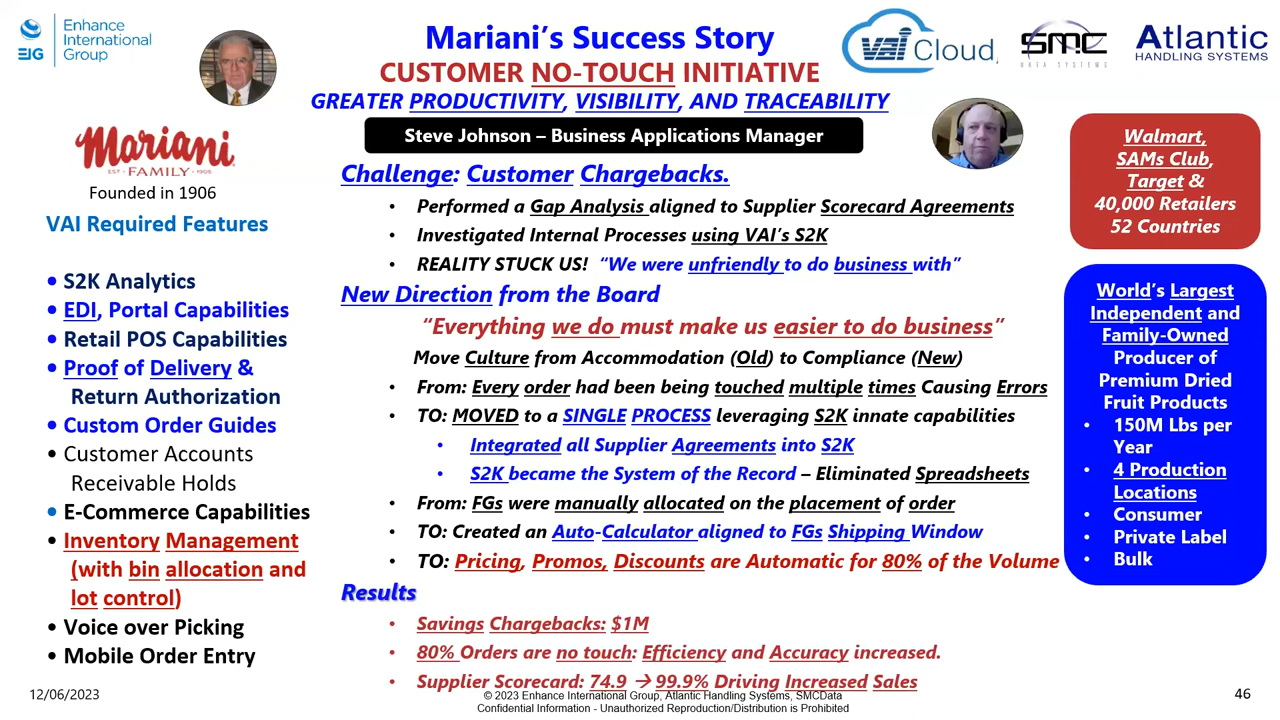 EIG
Enhance
International
Group
Mariani’s Success Story
CUSTOMER NO-TOUCH INITIATIVE
GREATER PRODUCTIVITY, VISIBILITY, AND TRACEABILITY
Steve Johnson – Business Applications Manager
vai Cloud,
SMC
DATA SYSTEMS
Atlantic
HANDLING SYSTEMS
Mariani
EST • FAMILY • 1906
Founded in 1906
VAI Required Features
• S2K Analytics
• EDI, Portal Capabilities
• Retail POS Capabilities
• Proof of Delivery &
Return Authorization
• Custom Order Guides
• Customer Accounts
Receivable Holds
• E-Commerce Capabilities
• Inventory Management
(with bin allocation and
lot control)
• Voice over Picking
• Mobile Order Entry
Challenge: Customer Chargebacks.
• Performed a Gap Analysis aligned to Supplier Scorecard Agreements
• Investigated Internal Processes using VAI’s S2K
• REALITY STUCK US! “We were unfriendly to do business with”
New Direction from the Board
“Everything we do must make us easier to do business”
Move Culture from Accommodation (Old) to Compliance (New)
• From: Every order had been being touched multiple times Causing Errors
• TO: MOVED to a SINGLE PROCESS leveraging S2K innate capabilities
• Integrated all Supplier Agreements into S2K
• S2K became the System of the Record – Eliminated Spreadsheets
• From: FGs were manually allocated on the placement of order
• TO: Created an Auto-Calculator aligned to FGs Shipping Window
• TO: Pricing, Promos, Discounts are Automatic for 80% of the Volume
Results
• Savings Chargebacks: $1M
• 80% Orders are no touch: Efficiency and Accuracy increased.
• Supplier Scorecard: 74.9 → 99.9% Driving Increased Sales
Walmart,
SAMs Club,
Target &
40,000 Retailers
52 Countries
World’s Largest
Independent and
Family-Owned
Producer of
Premium Dried
Fruit Products
• 150M Lbs per
Year
• 4 Production
Locations
• Consumer
• Private Label
• Bulk
12/06/2023
© 2023 Enhance International Group, Atlantic Handling Systems, SMCData
Confidential Information - Unauthorized Reproduction/Distribution is Prohibited
46